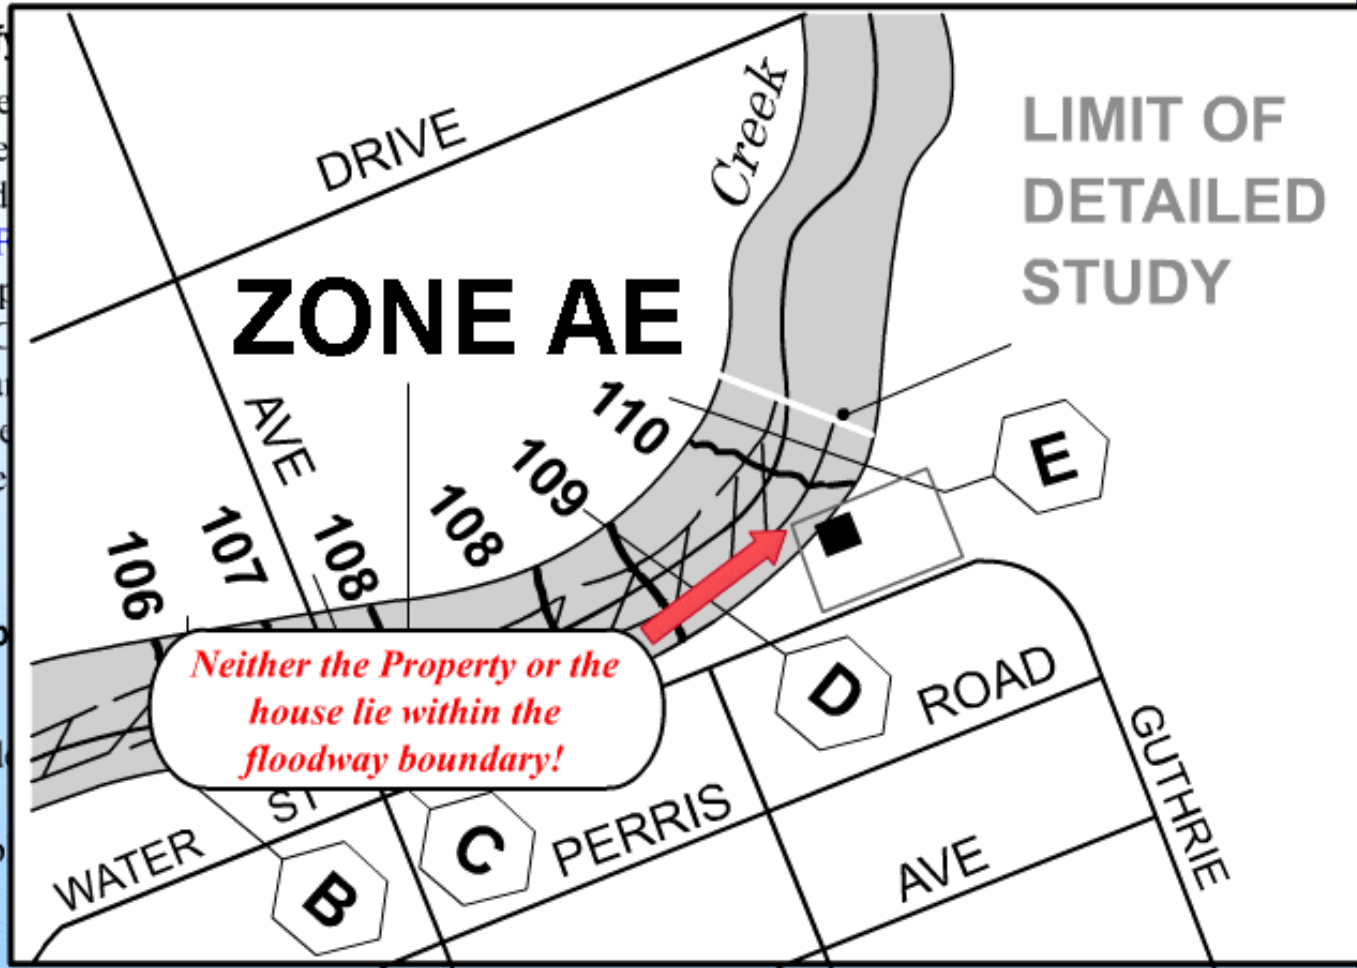 DRIVE
Creek
LIMIT OF
DETAILED
STUDY
ZONE AE
AVE
110
109
108
108
107
106
E
Neither the Property or the
house lie within the
floodway boundary!
D
ROAD
GUTHRIE
ST
WATER
C
PERRIS
AVE
B